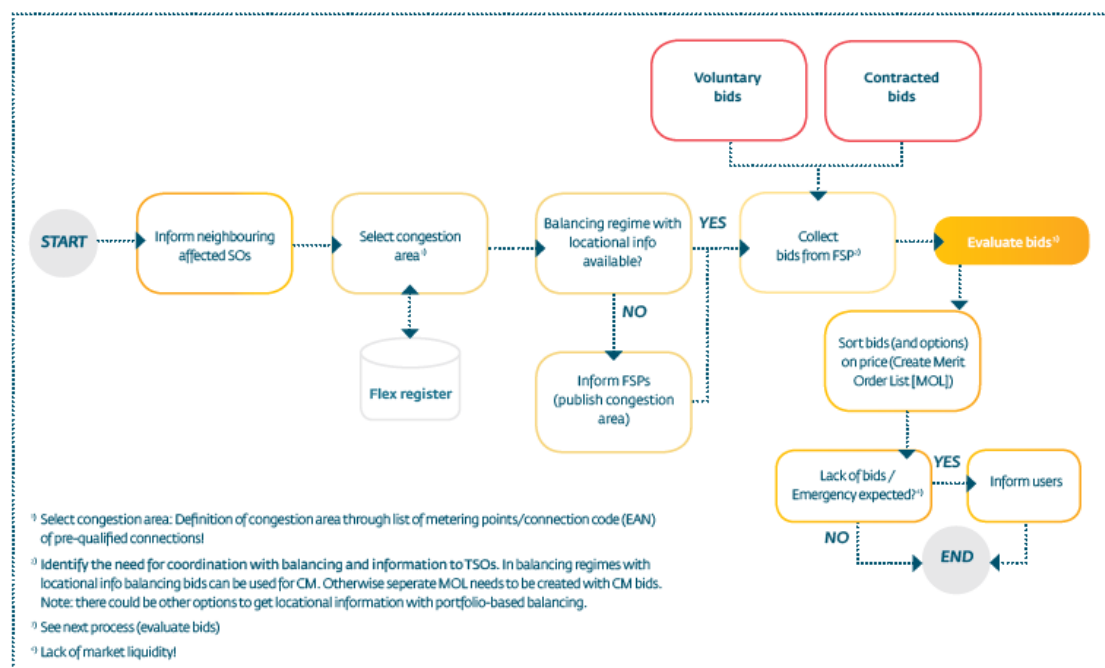 Voluntary
bids
Contracted
bids
START
Inform neighbouring
affected SOs
Select congestion
area¹⁾
Balancing regime with
locational info
available?
YES
Collect
bids from FSP²⁾
Evaluate bids³⁾
NO
Flex register
Inform FSPs
(publish congestion
area)
Sort bids (and options)
on price (Create Merit
Order List [MOL])
Lack of bids /
Emergency expected?⁴⁾
YES
Inform users
NO
END
¹⁾ Select congestion area: Definition of congestion area through list of metering points/connection code (EAN)
of pre-qualified connections!
²⁾ Identify the need for coordination with balancing and information to TSOs. In balancing regimes with
locational info balancing bids can be used for CM. Otherwise seperate MOL needs to be created with CM bids.
Note: there could be other options to get locational information with portfolio-based balancing.
³⁾ See next process (evaluate bids)
⁴⁾ Lack of market liquidity!